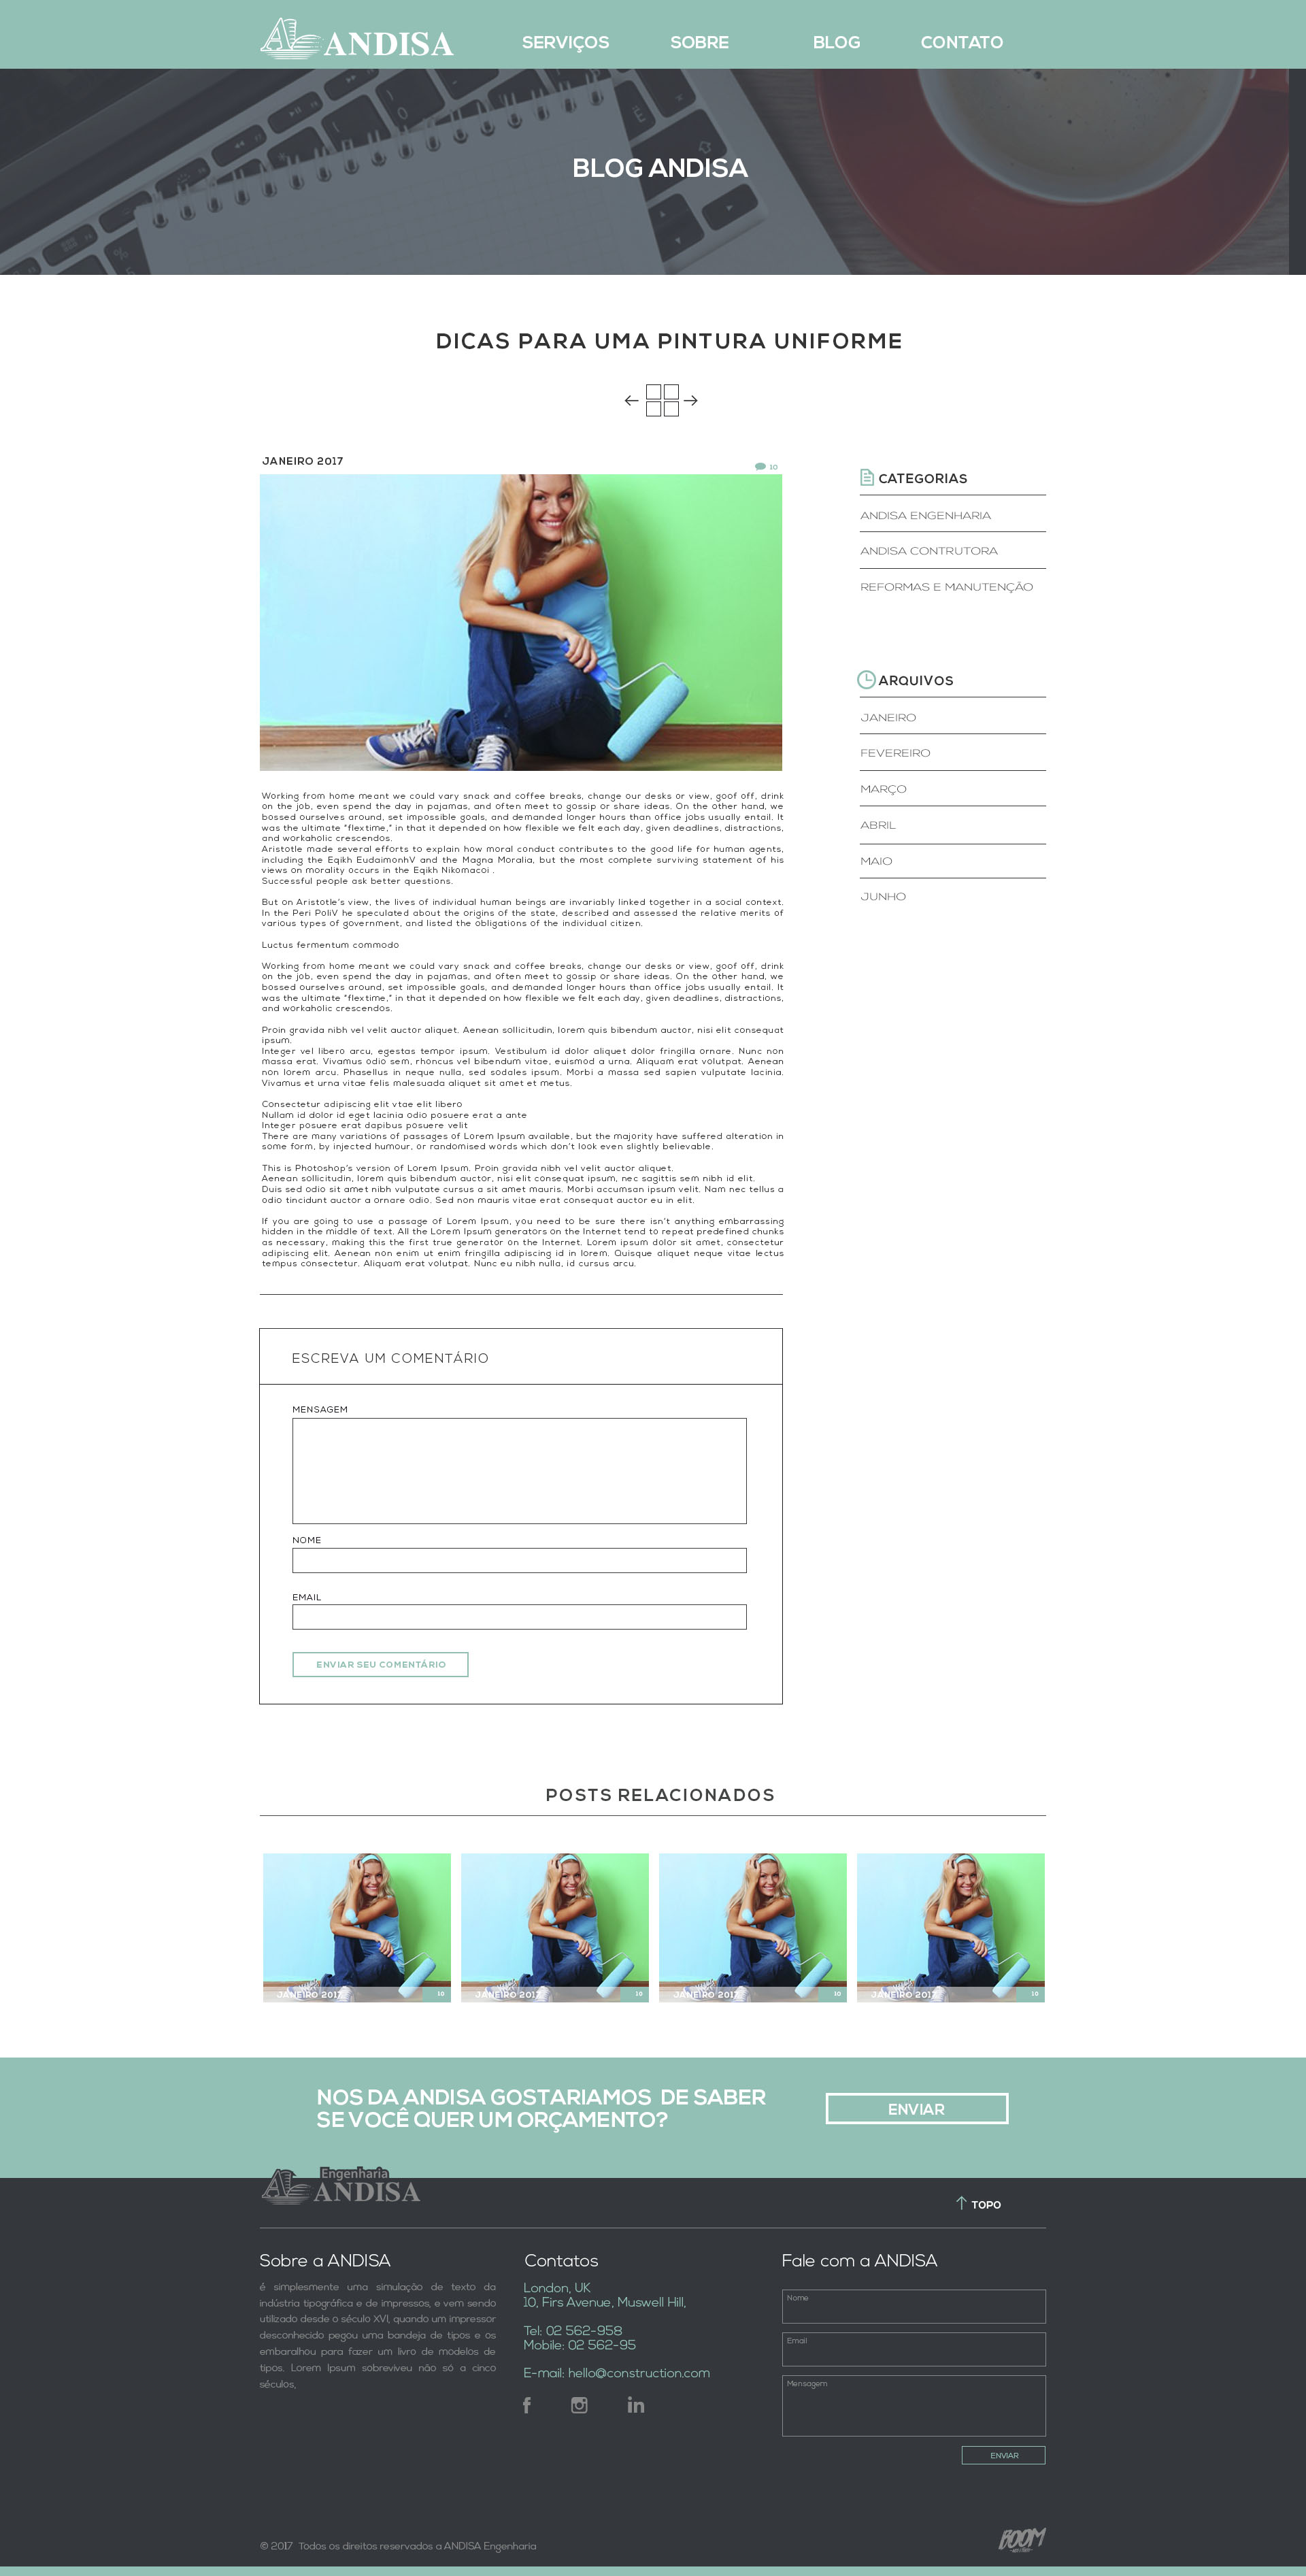 ANDISA
SERVIÇOS SOBRE BLOG CONTATO
BLOG ANDISA
DICAS PARA UMA PINTURA UNIFORME
JANEIRO 2017
10
Working from home meant we could vary snack and coffee breaks, change our desks or view, goof off, drink
on the job, even spend the day in pajamas, and often meet to gossip or share ideas. On the other hand, we
bossed ourselves around, set impossible goals, and demanded longer hours than office jobs usually entail. It
was the ultimate "flextime," in that it depended on how flexible we felt each day, given deadlines, distractions,
and workaholic crescendos.
Aristotle made several efforts to explain how moral conduct contributes to the good life for human agents,
including the Eqikh EudaimonhV and the Magna Moralia, but the most complete surviving statement of his
views on morality occurs in the Eqikh Nikomacoi .
Successful people ask better questions.
But on Aristotle's view, the lives of individual human beings are invariably linked together in a social context.
In the Peri PoliV he speculated about the origins of the state, described and assessed the relative merits of
various types of government, and listed the obligations of the individual citizen.
Luctus fermentum commodo
Working from home meant we could vary snack and coffee breaks, change our desks or view, goof off, drink
on the job, even spend the day in pajamas, and often meet to gossip or share ideas. On the other hand, we
bossed ourselves around, set impossible goals, and demanded longer hours than office jobs usually entail. It
was the ultimate "flextime," in that it depended on how flexible we felt each day, given deadlines, distractions,
and workaholic crescendos.
Proin gravida nibh vel velit auctor aliquet. Aenean sollicitudin, lorem quis bibendum auctor, nisi elit consequat
ipsum.
Integer vel libero arcu, egestas tempor ipsum. Vestibulum id dolor aliquet dolor fringilla ornare. Nunc non
massa erat. Vivamus odio sem, rhoncus vel bibendum vitae, euismod a urna. Aliquam erat volutpat. Aenean
non lorem arcu. Phasellus in neque nulla, sed sodales ipsum. Morbi a massa sed sapien vulputate lacinia.
Vivamus et urna vitae felis malesuada aliquet sit amet et metus.
Consectetur adipiscing elit vtae elit libero
Nullam id dolor id eget lacinia odio posuere erat a ante
Integer posuere erat dapibus posuere velit
There are many variations of passages of Lorem Ipsum available, but the majority have suffered alteration in
some form, by injected humour, or randomised words which don't look even slightly believable.
This is Photoshop's version of Lorem Ipsum. Proin gravida nibh vel velit auctor aliquet.
Aenean sollicitudin, lorem quis bibendum auctor, nisi elit consequat ipsum, nec sagittis sem nibh id elit.
Duis sed odio sit amet nibh vulputate cursus a sit amet mauris. Morbi accumsan ipsum velit. Nam nec tellus a
odio tincidunt auctor a ornare odio. Sed non mauris vitae erat consequat auctor eu in elit.
If you are going to use a passage of Lorem Ipsum, you need to be sure there isn't anything embarrassing
hidden in the middle of text. All the Lorem Ipsum generators on the Internet tend to repeat predefined chunks
as necessary, making this the first true generator on the Internet. Lorem ipsum dolor sit amet, consectetur
adipiscing elit. Aenean non enim ut enim fringilla adipiscing id in lorem. Quisque aliquet neque vitae lectus
tempus consectetur. Aliquam erat volutpat. Nunc eu nibh nulla, id cursus arcu.
CATEGORIAS
ANDISA ENGENHARIA
ANDISA CONTRUTORA
REFORMAS E MANUTENÇÃO
ARQUIVOS
JANEIRO
FEVEREIRO
MARÇO
ABRIL
MAIO
JUNHO
ESCREVA UM COMENTÁRIO
MENSAGEM
NOME
EMAIL
ENVIAR SEU COMENTÁRIO
POSTS RELACIONADOS
JANEIRO 2017 10
JANEIRO 2017 10
JANEIRO 2017 10
JANEIRO 2017 10
NOS DA ANDISA GOSTARIAMOS DE SABER
SE VOCÊ QUER UM ORÇAMENTO?
ENVIAR
Engenharia
ANDISA
TOPO
Sobre a ANDISA
é simplesmente uma simulação de texto da
indústria tipográfica e de impressos, e vem sendo
utilizado desde o século XVI, quando um impressor
desconhecido pegou uma bandeja de tipos e os
embaralhou para fazer um livro de modelos de
tipos. Lorem Ipsum sobreviveu não só a cinco
séculos,
Contatos
London, UK
10, Firs Avenue, Muswell Hill,
Tel: 02 562-958
Mobile: 02 562-95
E-mail: hello@construction.com
f
in
Fale com a ANDISA
Nome
Email
Mensagem
ENVIAR
© 2017 Todos os direitos reservados a ANDISA Engenharia
BOOM